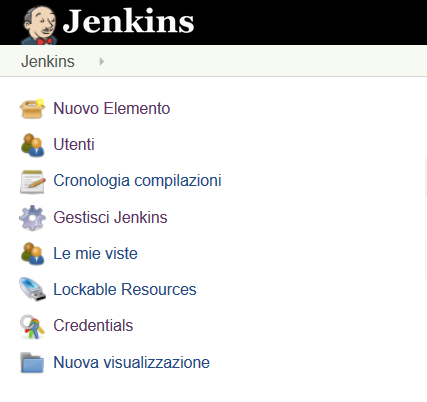 Jenkins
Jenkins
Nuovo Elemento
Utenti
Cronologia compilazioni
Gestisci Jenkins
Le mie viste
Lockable Resources
Credentials
Nuova visualizzazione